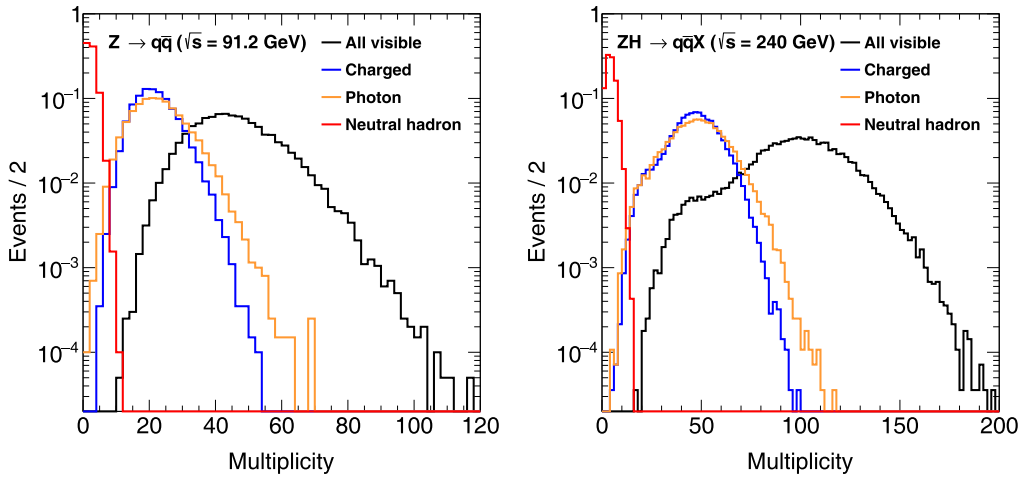 Z → qq̅ (√s = 91.2 GeV)
All visible
Charged
Photon
Neutral hadron
1
10⁻¹
10⁻²
10⁻³
10⁻⁴
Events / 2
0 20 40 60 80 100 120
Multiplicity
ZH → qq̅X (√s = 240 GeV)
All visible
Charged
Photon
Neutral hadron
1
10⁻¹
10⁻²
10⁻³
10⁻⁴
Events / 2
0 50 100 150 200
Multiplicity